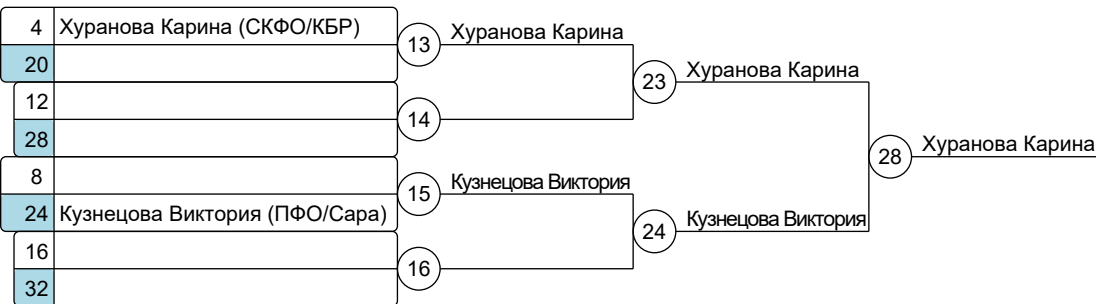 4 Хуранова Карина (СКФО/КБР)
13
Хуранова Карина
20
23
Хуранова Карина
12
14
28
28
Хуранова Карина
8
15
Кузнецова Виктория
24 Кузнецова Виктория (ПФО/Сара)
24
Кузнецова Виктория
16
16
32